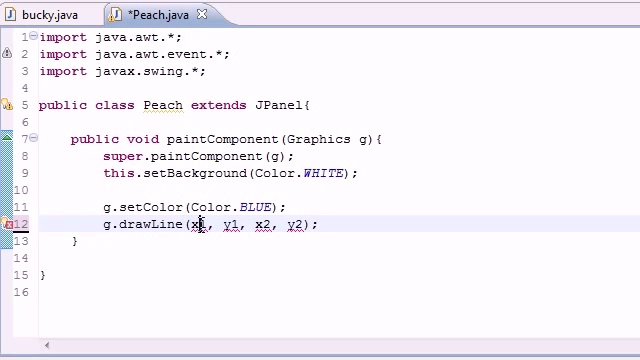 bucky.java
*Peach.java
1 import java.awt.*;
2 import java.awt.event.*;
3 import javax.swing.*;
4
5 public class Peach extends JPanel{
6
7 public void paintComponent(Graphics g){
8 super.paintComponent(g);
9 this.setBackground(Color.WHITE);
10
11 g.setColor(Color.BLUE);
12 g.drawLine(x1, y1, x2, y2);
13 }
14
15 }
16